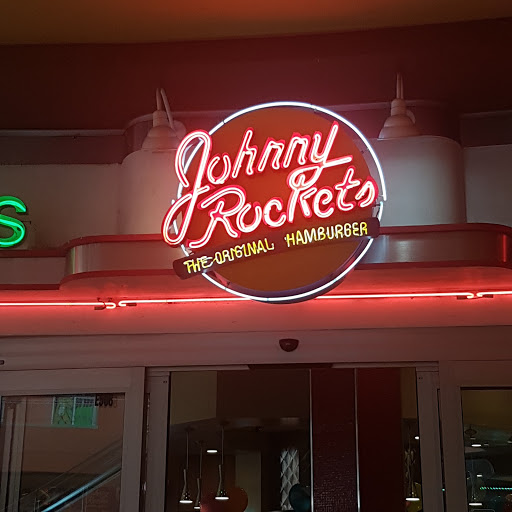 Johnny
Rockets
THE ORIGINAL HAMBURGER
S